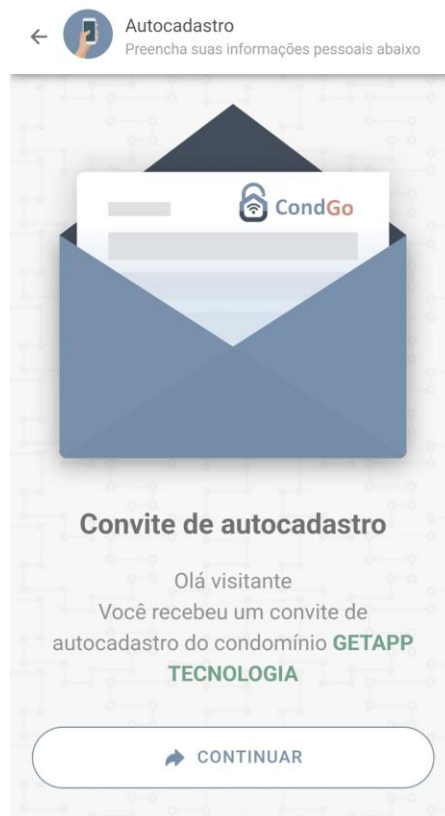 Autocadastro
Preencha suas informações pessoais abaixo
CondGo
Convite de autocadastro
Olá visitante
Você recebeu um convite de
autocadastro do condomínio GETAPP
TECNOLOGIA
CONTINUAR